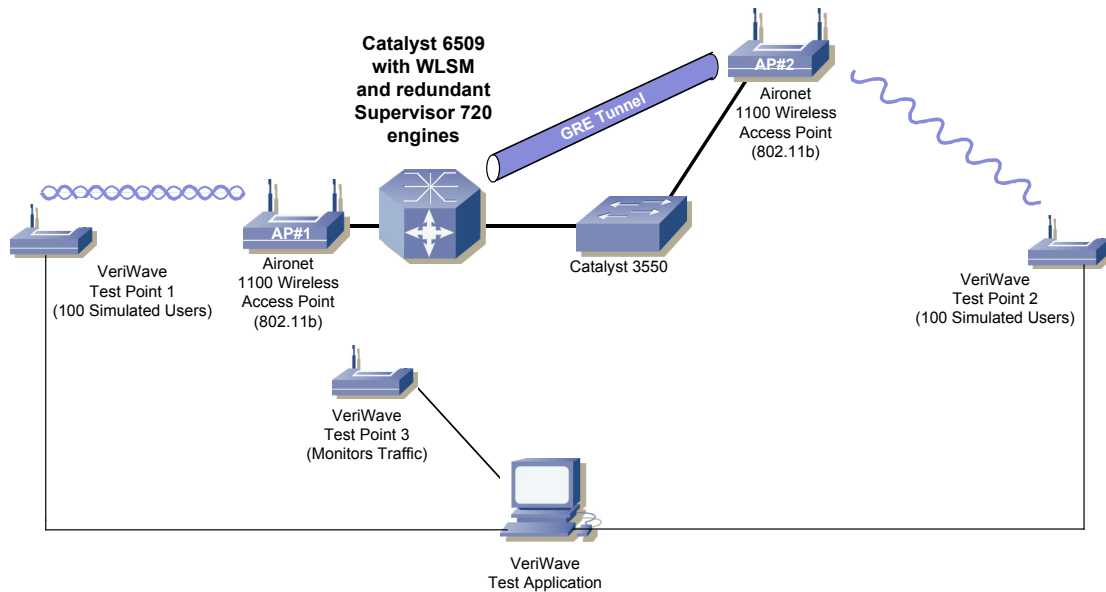 Catalyst 6509
with WLSM
and redundant
Supervisor 720
engines
GRE Tunnel
AP#2
Aironet
1100 Wireless
Access Point
(802.11b)
AP#1
Aironet
1100 Wireless
Access Point
(802.11b)
Catalyst 3550
VeriWave
Test Point 1
(100 Simulated Users)
VeriWave
Test Point 2
(100 Simulated Users)
VeriWave
Test Point 3
(Monitors Traffic)
VeriWave
Test Application